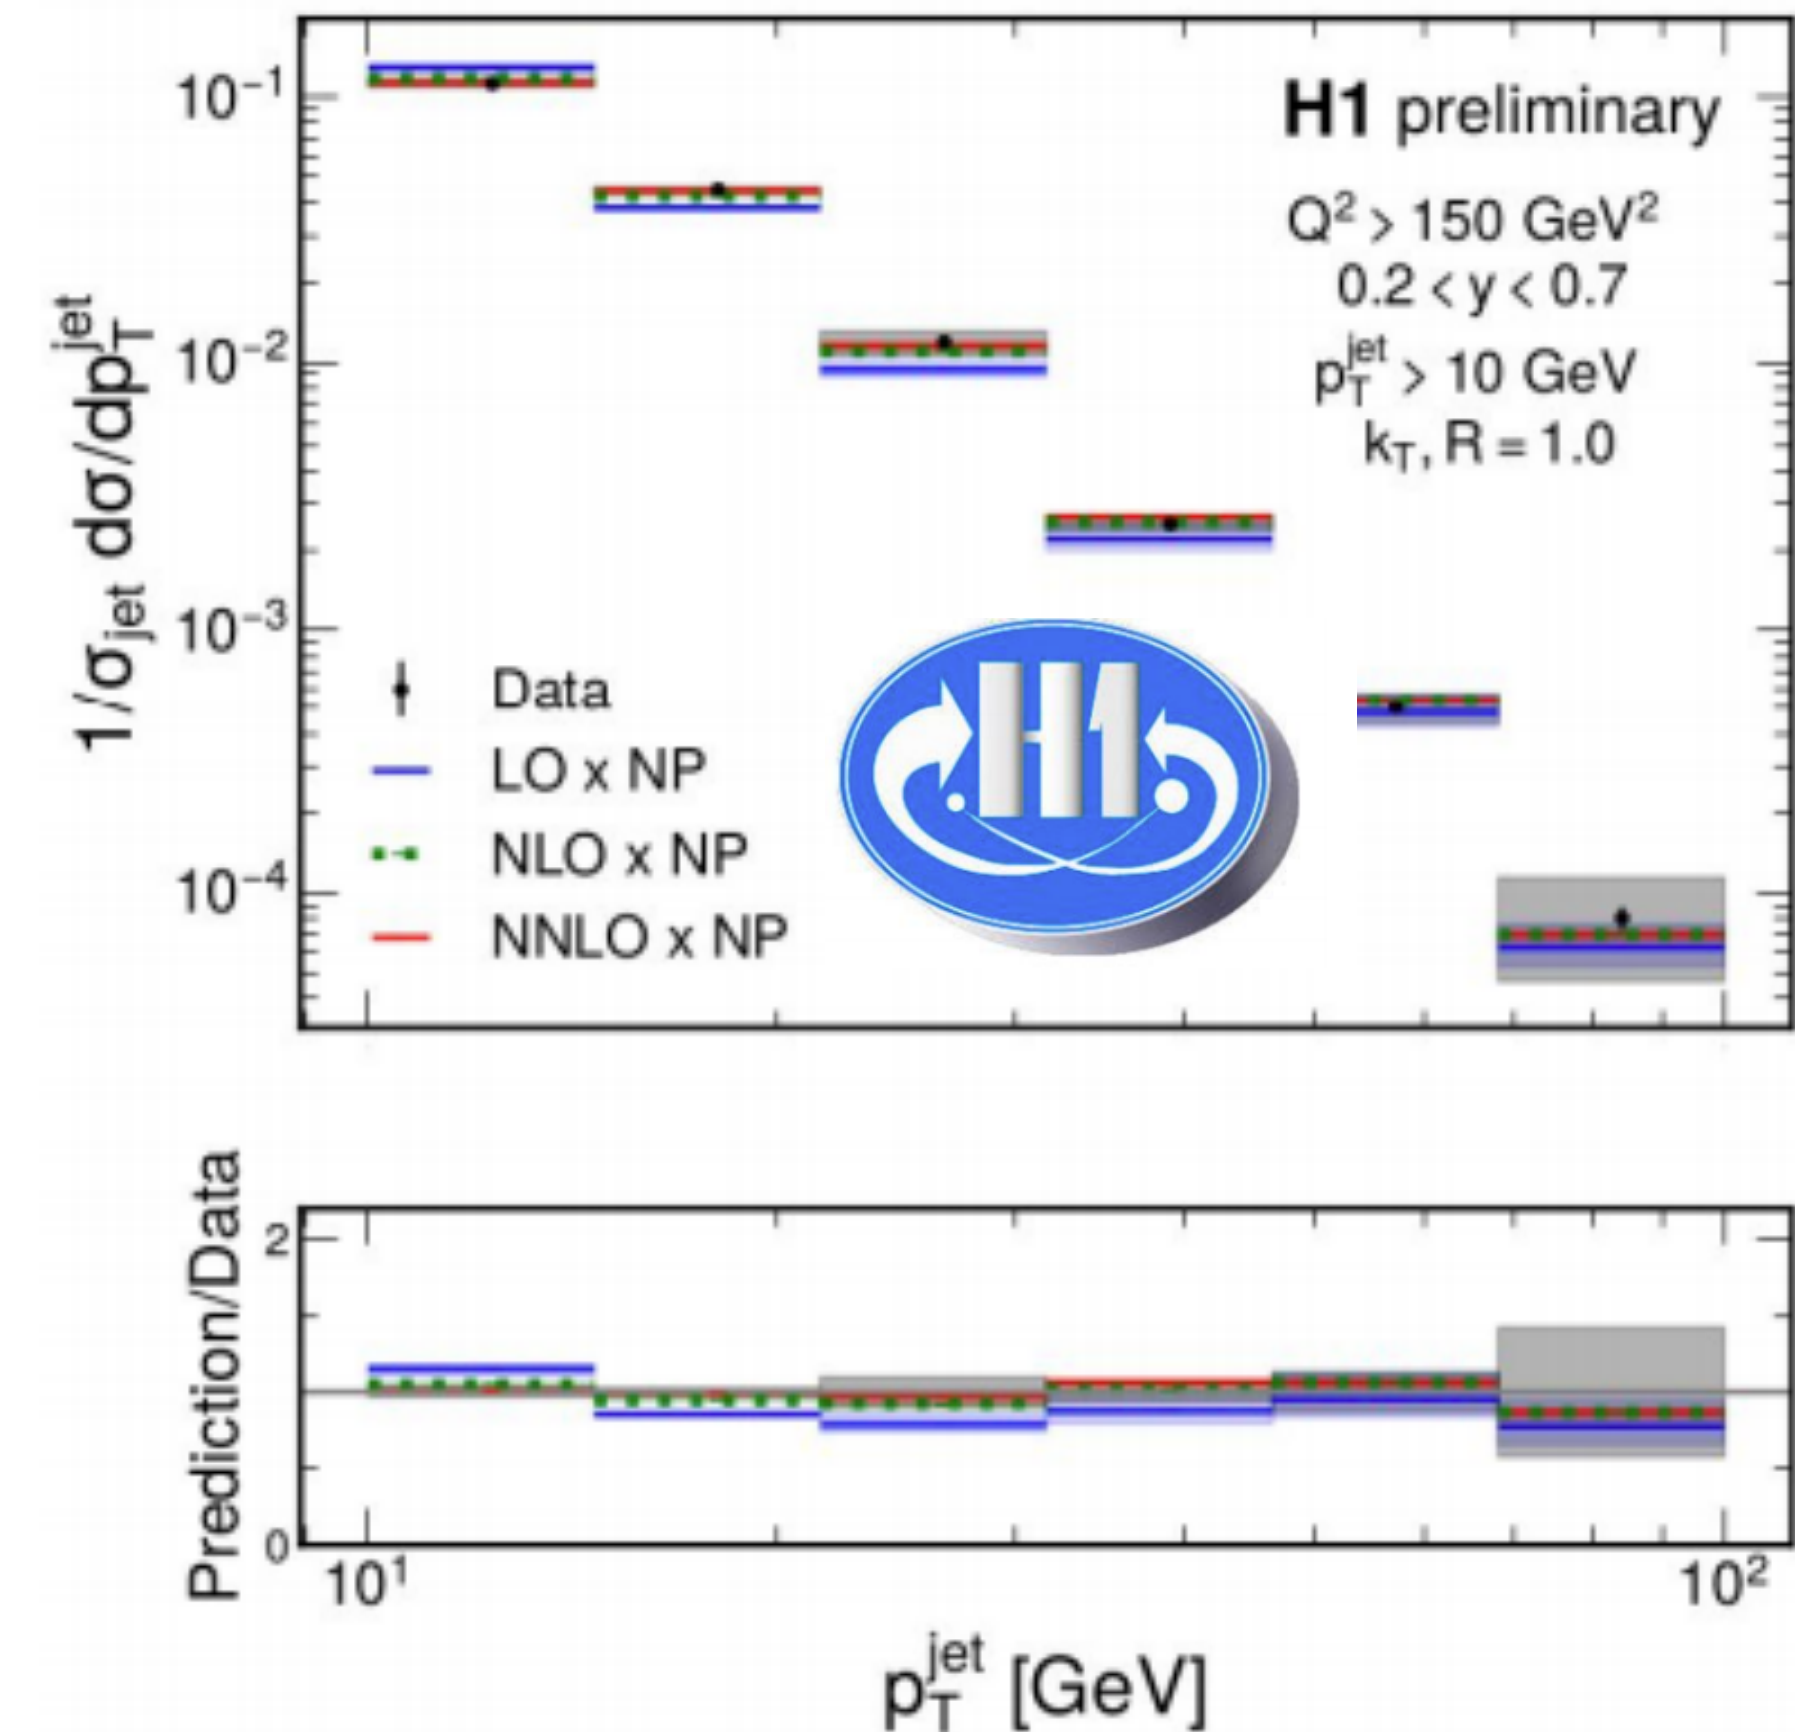 1/σ_jet dσ/dp_T^jet
10⁻¹
10⁻²
10⁻³
10⁻⁴
H1 preliminary
Q² > 150 GeV²
0.2 < y < 0.7
p_T^jet > 10 GeV
k_T, R = 1.0
Data
LO x NP
NLO x NP
NNLO x NP
H1
Prediction/Data
2
0
10¹
10²
p_T^jet [GeV]